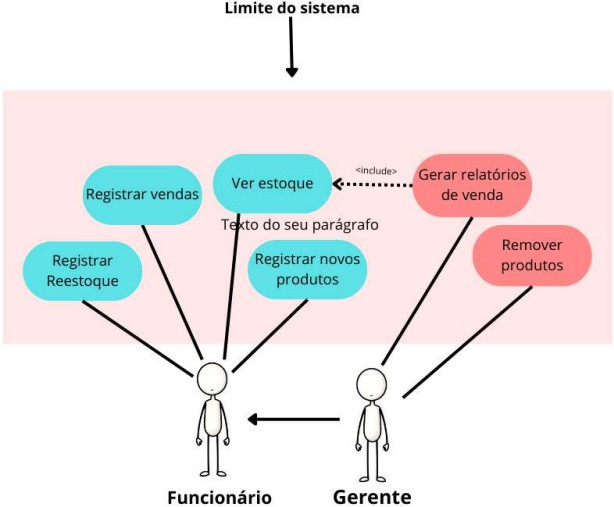 Limite do sistema
Ver estoque
<include>
Gerar relatórios
de venda
Registrar vendas
Texto do seu parágrafo
Registrar
Reestoque
Registrar novos
produtos
Remover
produtos
Funcionário
Gerente